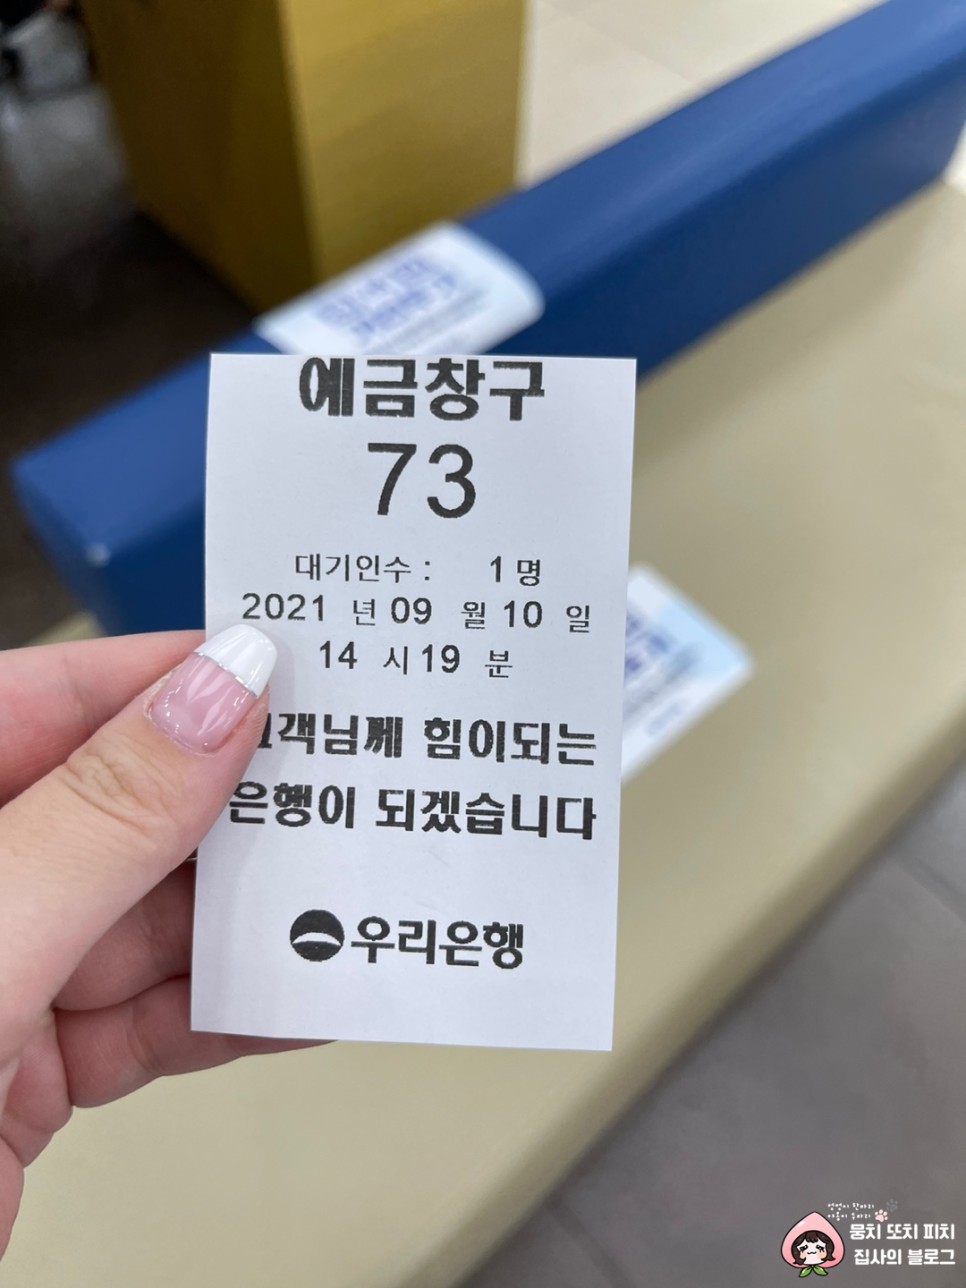 예금창구
73
대기인수 : 1 명
2021 년 09 월 10 일
14 시 19 분
고객님께 힘이되는
은행이 되겠습니다
우리은행
뭉치 또치 피치
집사의 블로그